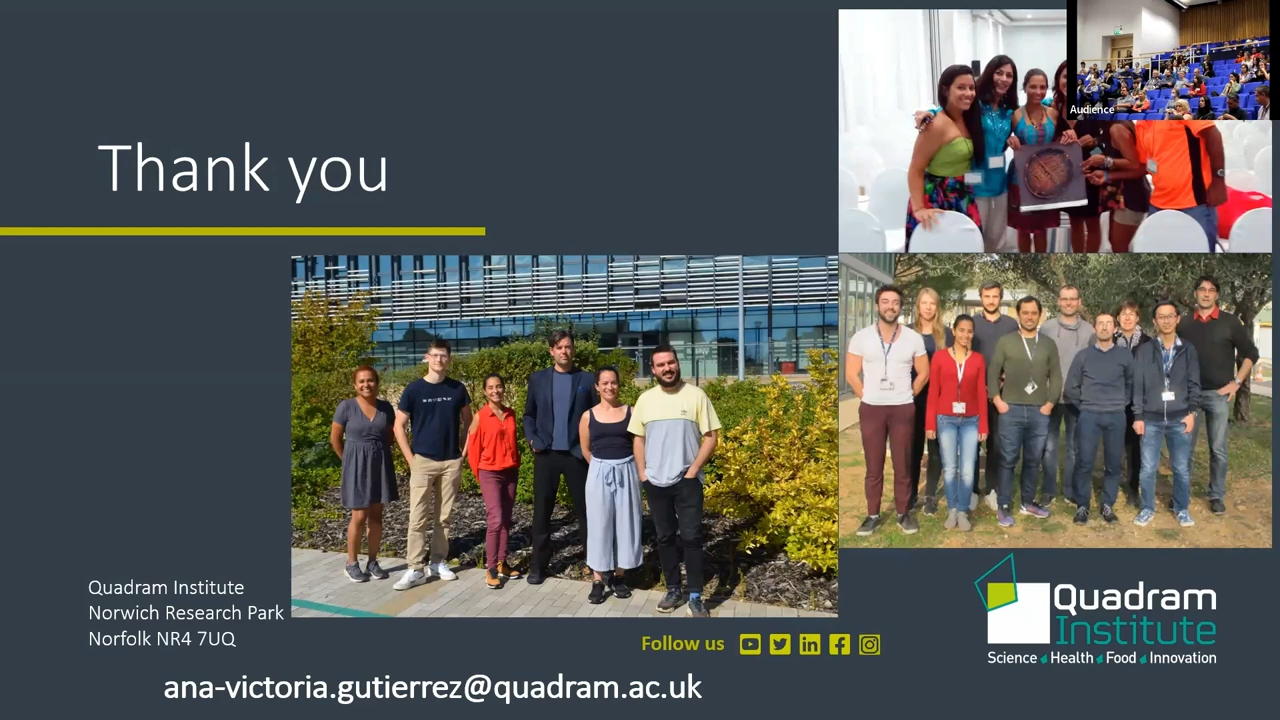 Audience
Thank you
Quadram Institute
Norwich Research Park
Norfolk NR4 7UQ
Follow us
ana-victoria.gutierrez@quadram.ac.uk
Quadram
Institute
Science Health Food Innovation